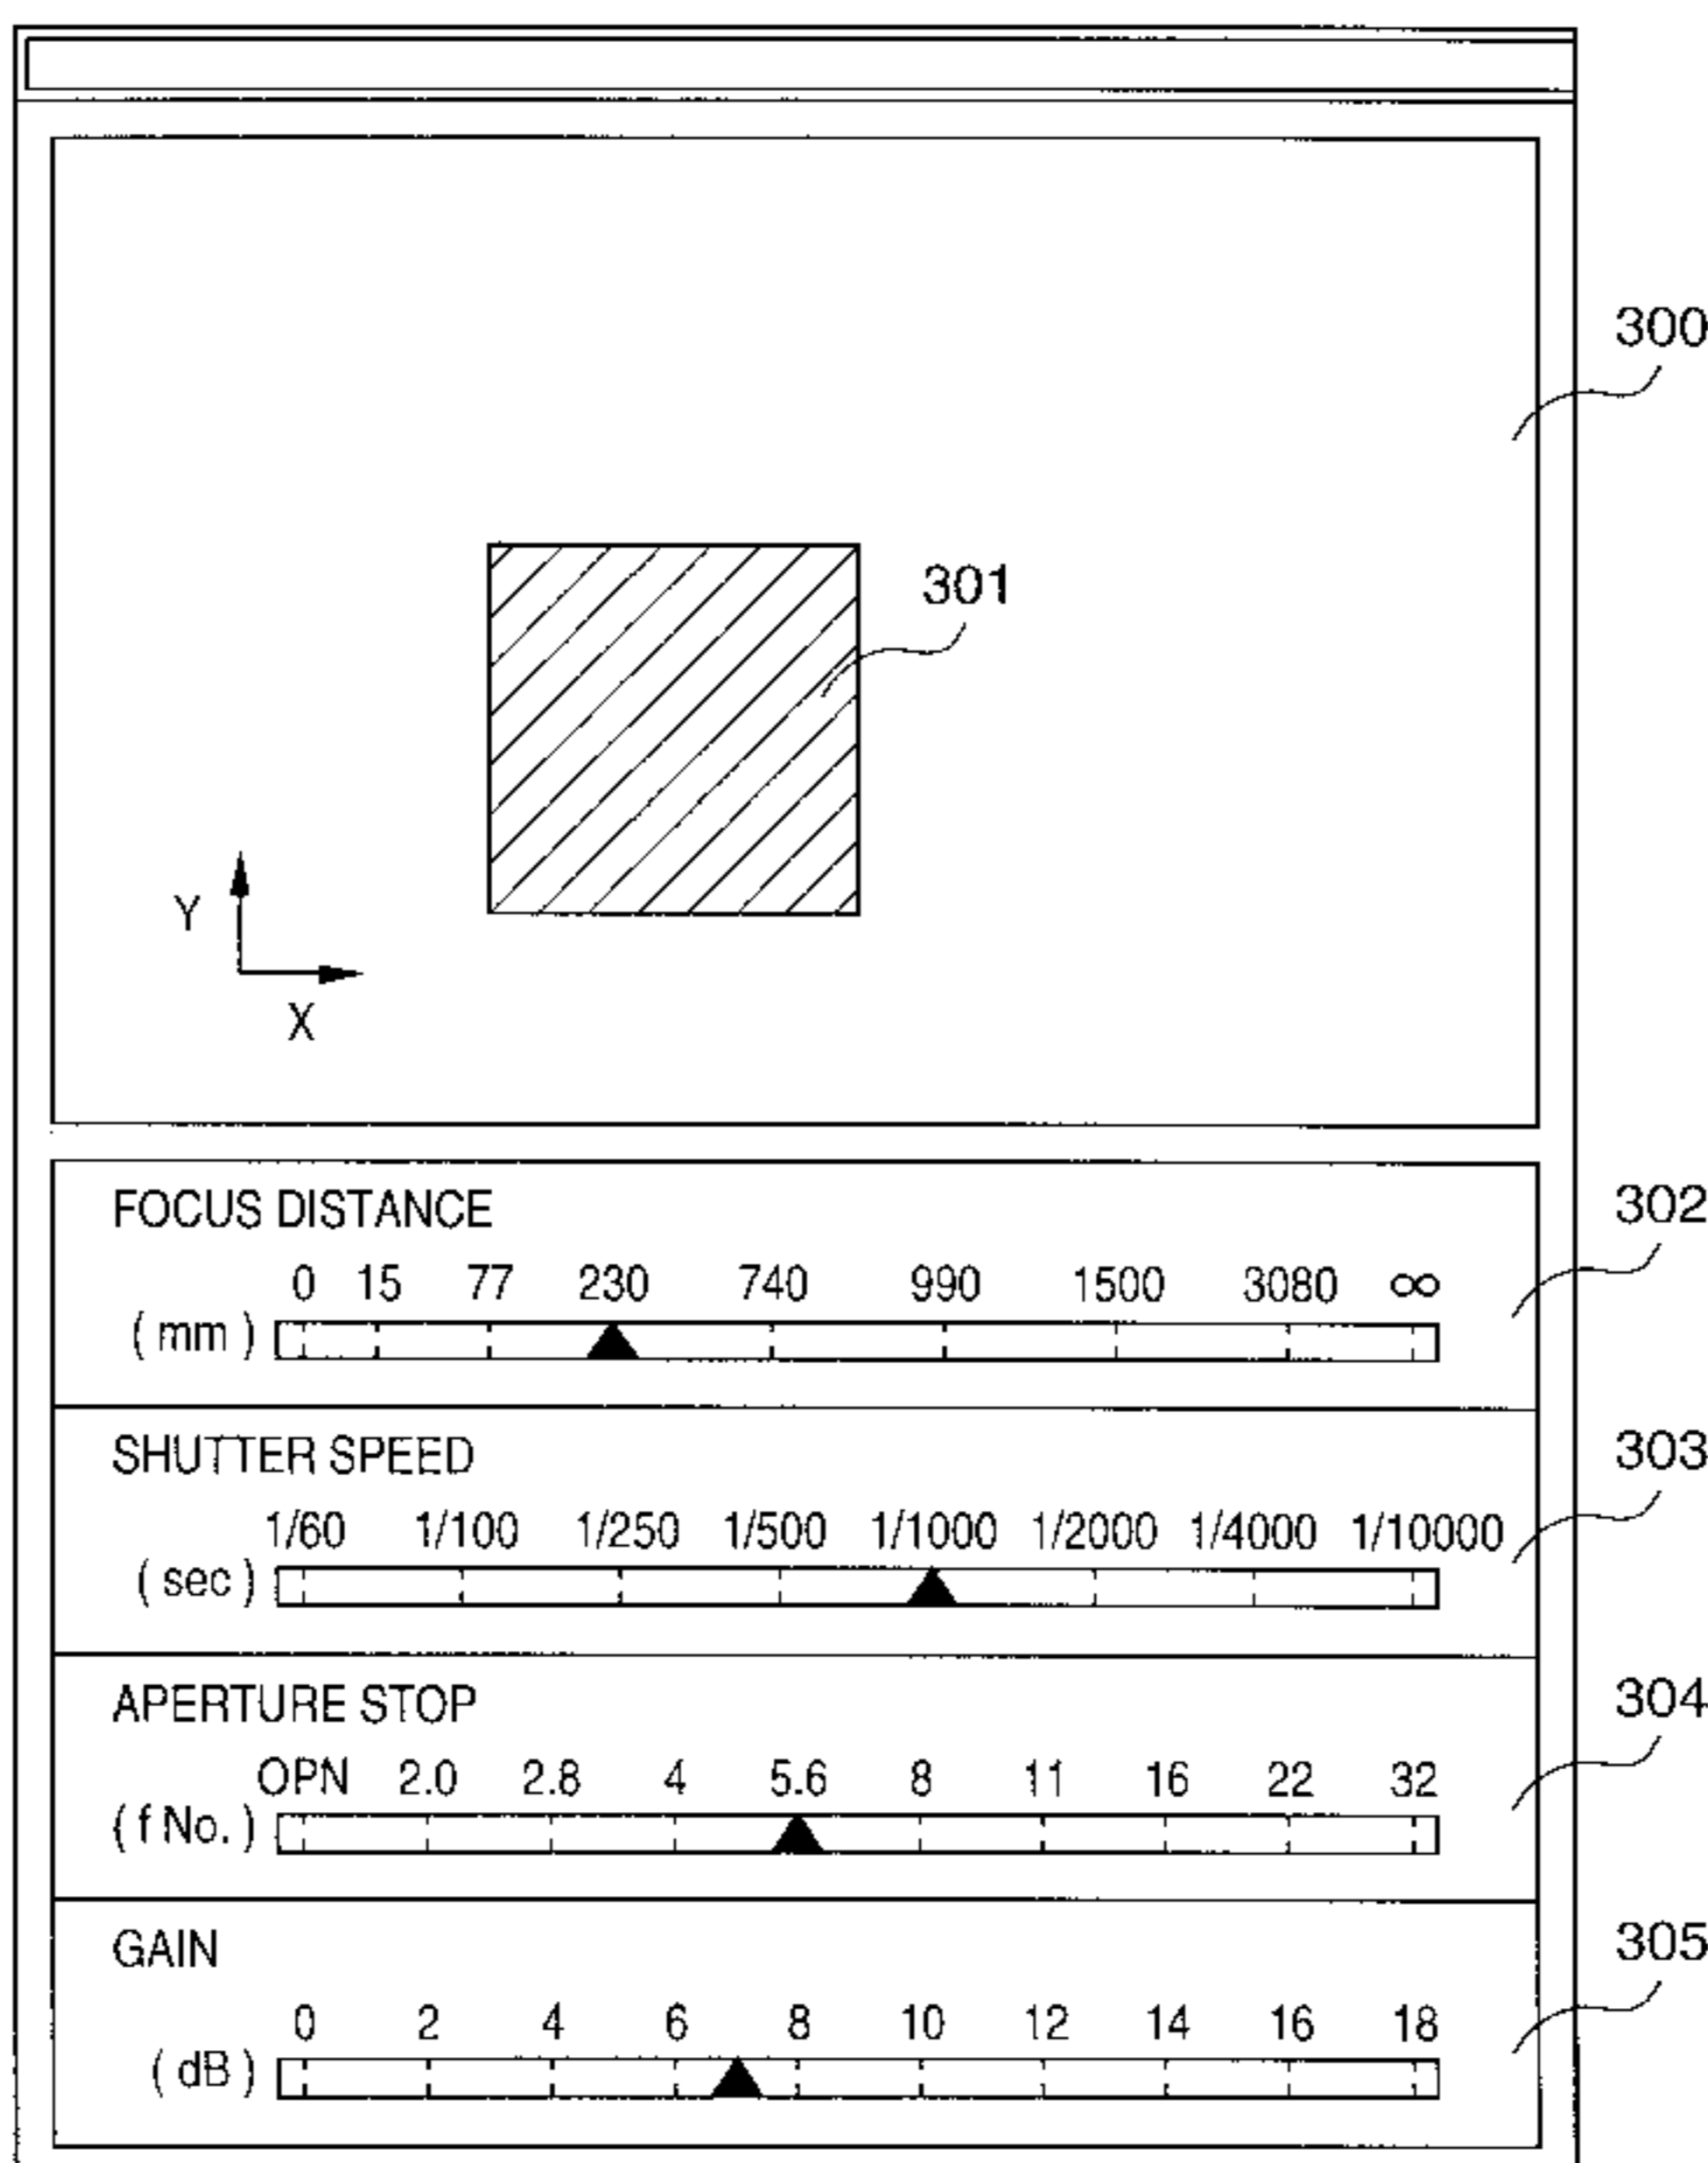 300
301
Y
X
FOCUS DISTANCE
302
0 15 77 230 740 990 1500 3080 ∞
( mm )
SHUTTER SPEED
303
1/60 1/100 1/250 1/500 1/1000 1/2000 1/4000 1/10000
( sec )
APERTURE STOP
304
OPN 2.0 2.8 4 5.6 8 11 16 22 32
( f No. )
GAIN
305
0 2 4 6 8 10 12 14 16 18
( dB )